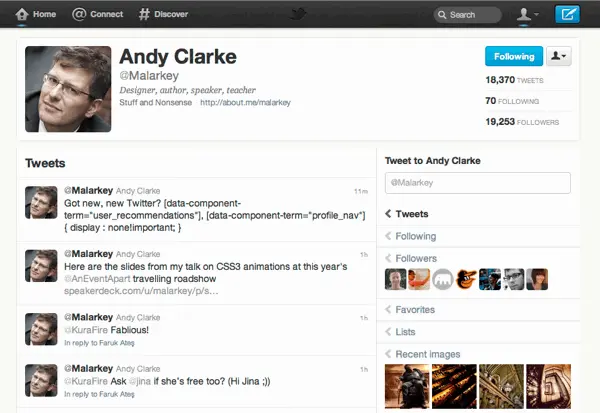 Home
Connect
Discover
Search
Andy Clarke
@Malarkey
Designer, author, speaker, teacher
Stuff and Nonsense http://about.me/malarkey
Following
18,370 TWEETS
70 FOLLOWING
19,253 FOLLOWERS
Tweets
@Malarkey Andy Clarke 11m
Got new, new Twitter? [data-component-
term="user_recommendations"], [data-component-term="profile_nav"]
{ display : none!important; }
@Malarkey Andy Clarke 1h
Here are the slides from my talk on CSS3 animations at this year's
@AnEventApart travelling roadshow
speakerdeck.com/u/malarkey/p/s...
@Malarkey Andy Clarke 1h
@KuraFire Fablious!
In reply to Faruk Ateş
@Malarkey Andy Clarke 1h
@KuraFire Ask @jina if she's free too? (Hi Jina ;))
In reply to Faruk Ateş
Tweet to Andy Clarke
@Malarkey
Tweets
Following
Followers
Favorites
Lists
Recent images